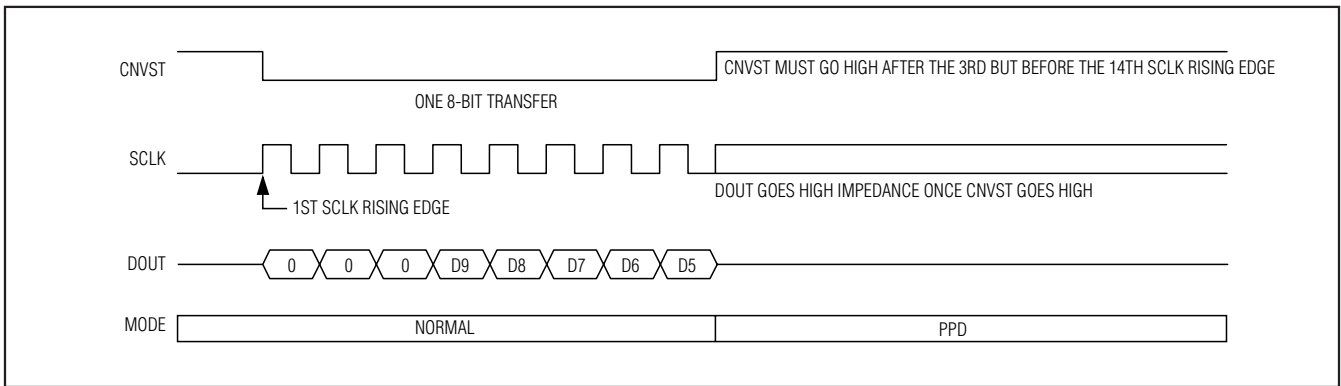 CNVST
CNVST MUST GO HIGH AFTER THE 3RD BUT BEFORE THE 14TH SCLK RISING EDGE
ONE 8-BIT TRANSFER
SCLK
DOUT GOES HIGH IMPEDANCE ONCE CNVST GOES HIGH
1ST SCLK RISING EDGE
DOUT 0 0 0 D9 D8 D7 D6 D5
MODE NORMAL PPD